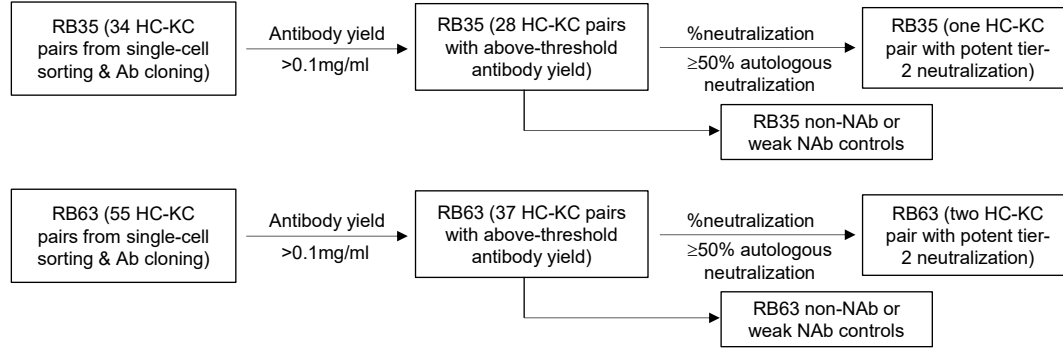 RB35 (34 HC-KC
pairs from single-cell
sorting & Ab cloning)
Antibody yield
>0.1mg/ml
RB35 (28 HC-KC pairs
with above-threshold
antibody yield)
%neutralization
≥50% autologous
neutralization
RB35 (one HC-KC
pair with potent tier-
2 neutralization)
RB35 non-NAb or
weak NAb controls
RB63 (55 HC-KC
pairs from single-cell
sorting & Ab cloning)
Antibody yield
>0.1mg/ml
RB63 (37 HC-KC pairs
with above-threshold
antibody yield)
%neutralization
≥50% autologous
neutralization
RB63 (two HC-KC
pair with potent tier-
2 neutralization)
RB63 non-NAb or
weak NAb controls